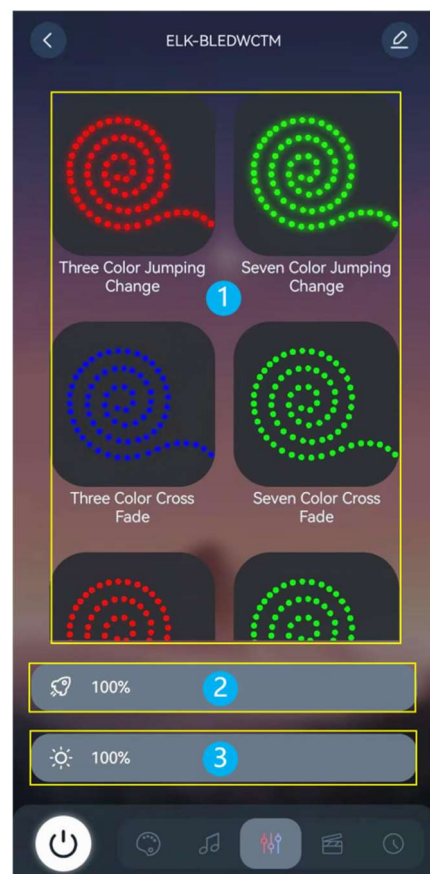 ELK-BLEDWCTM
Three Color Jumping
Change
Seven Color Jumping
Change
1
Three Color Cross
Fade
Seven Color Cross
Fade
100%
2
100%
3